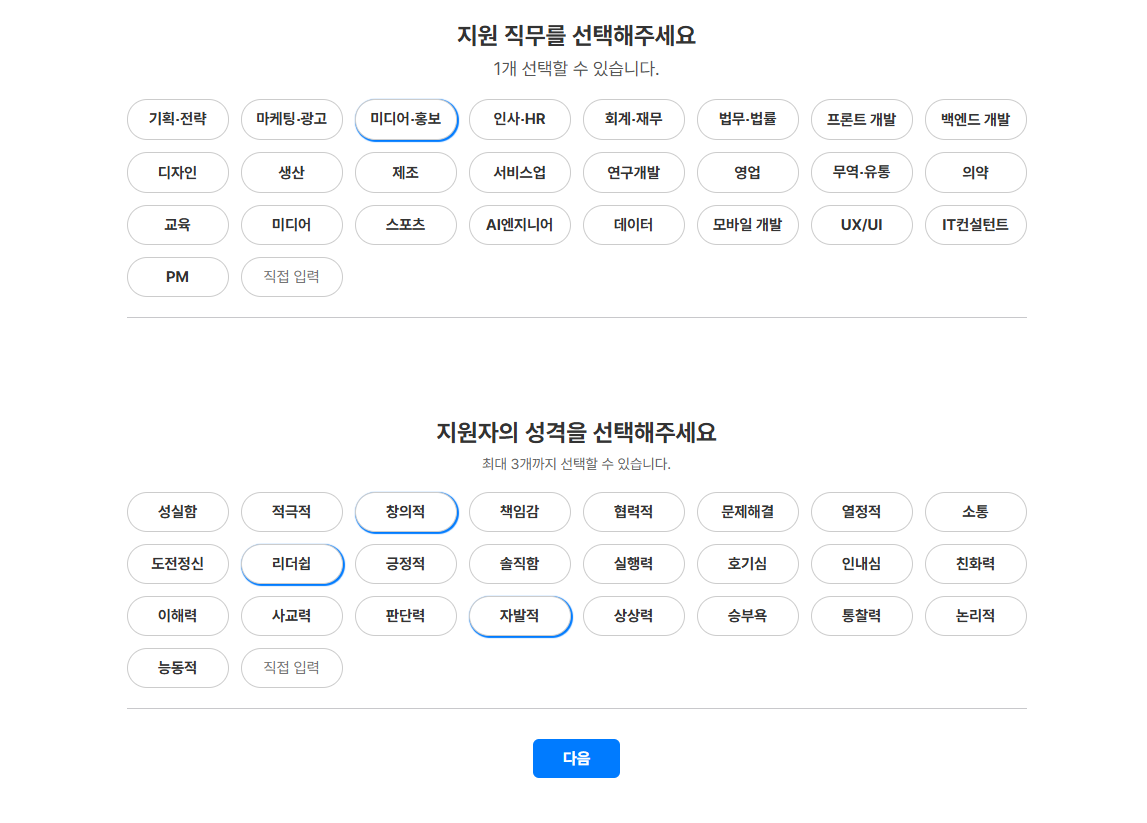 지원 직무를 선택해주세요
1개 선택할 수 있습니다.
기획·전략 마케팅·광고 미디어·홍보 인사·HR 회계·재무 법무·법률 프론트 개발 백엔드 개발
디자인 생산 제조 서비스업 연구개발 영업 무역·유통 의약
교육 미디어 스포츠 AI엔지니어 데이터 모바일 개발 UX/UI IT컨설턴트
PM 직접 입력
지원자의 성격을 선택해주세요
최대 3개까지 선택할 수 있습니다.
성실함 적극적 창의적 책임감 협력적 문제해결 열정적 소통
도전정신 리더쉽 긍정적 솔직함 실행력 호기심 인내심 친화력
이해력 사교력 판단력 자발적 상상력 승부욕 통찰력 논리적
능동적 직접 입력
다음